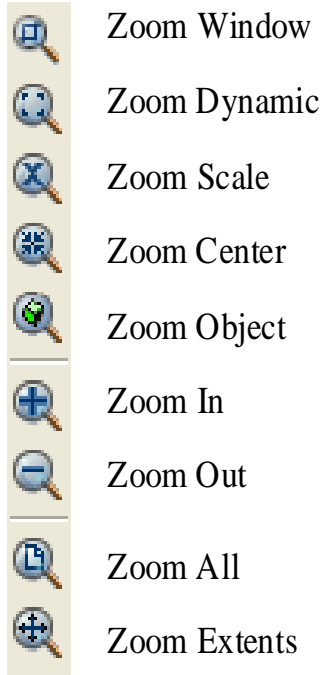 Zoom Window
Zoom Dynamic
Zoom Scale
Zoom Center
Zoom Object
Zoom In
Zoom Out
Zoom All
Zoom Extents